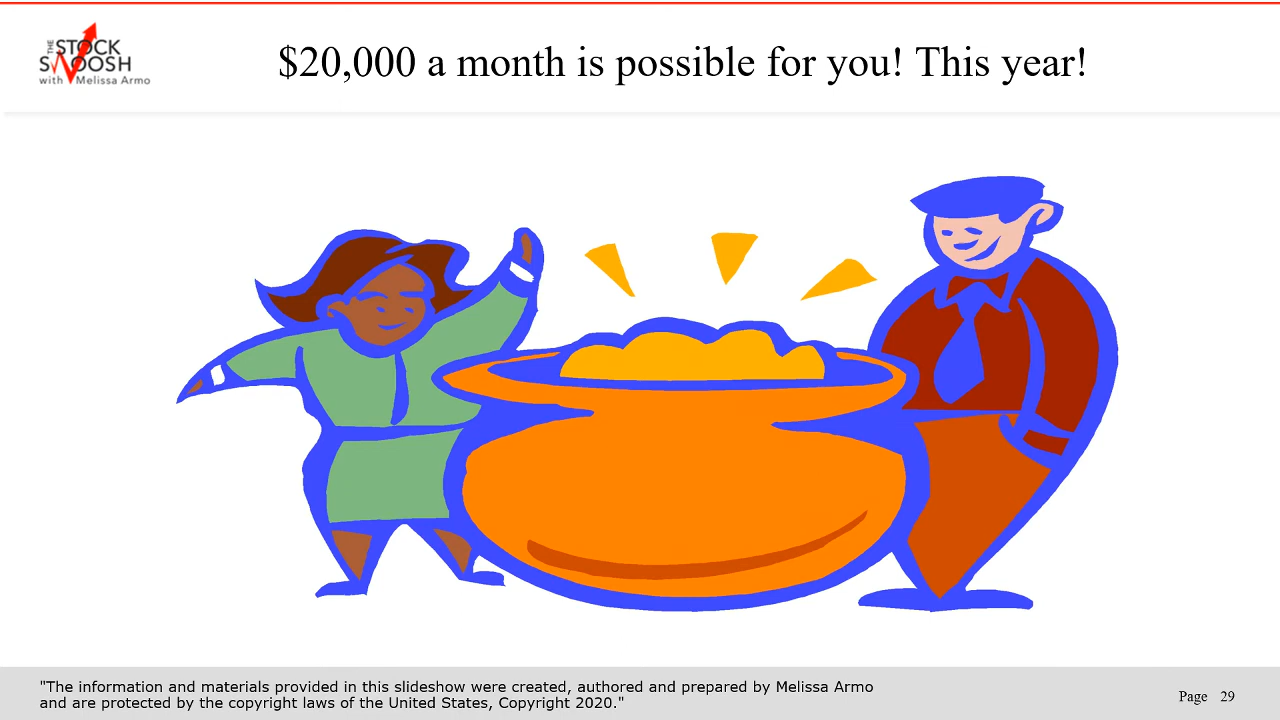 THE STOCK
SWOOSH
with Melissa Armo
$20,000 a month is possible for you! This year!
"The information and materials provided in this slideshow were created, authored and prepared by Melissa Armo
and are protected by the copyright laws of the United States, Copyright 2020."
Page 29